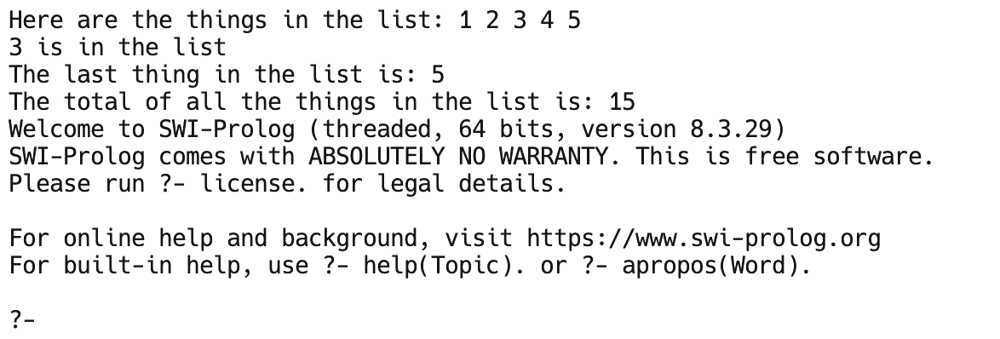 Here are the things in the list: 1 2 3 4 5
3 is in the list
The last thing in the list is: 5
The total of all the things in the list is: 15
Welcome to SWI-Prolog (threaded, 64 bits, version 8.3.29)
SWI-Prolog comes with ABSOLUTELY NO WARRANTY. This is free software.
Please run ?- license. for legal details.

For online help and background, visit https://www.swi-prolog.org
For built-in help, use ?- help(Topic). or ?- apropos(Word).

?-